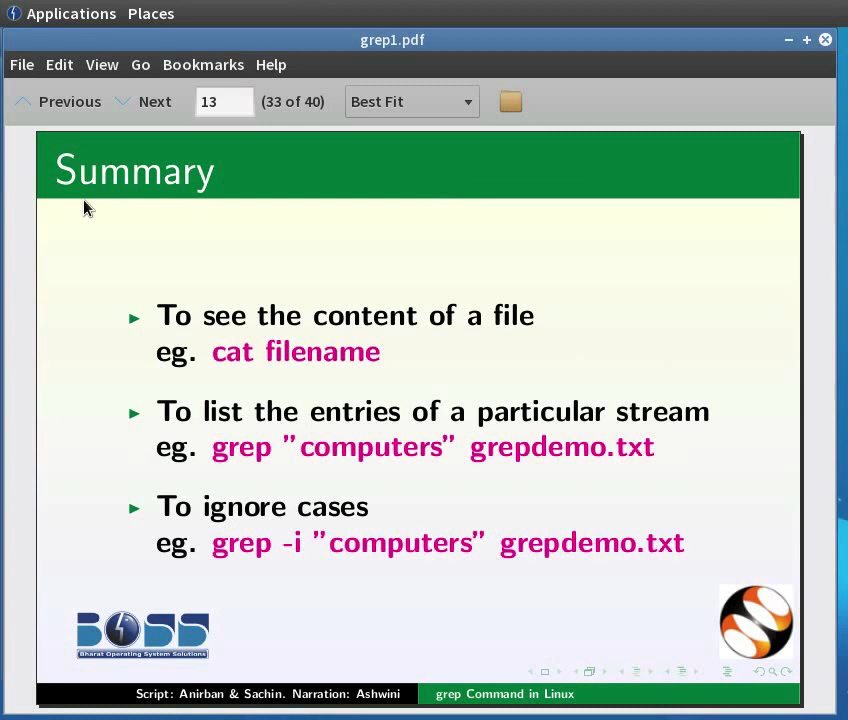 Applications Places
grep1.pdf
File Edit View Go Bookmarks Help
Previous Next 13 (33 of 40) Best Fit
Summary
To see the content of a file
eg. cat filename
To list the entries of a particular stream
eg. grep "computers" grepdemo.txt
To ignore cases
eg. grep -i "computers" grepdemo.txt
BOSS
Bharat Operating System Solutions
Script: Anirban & Sachin. Narration: Ashwini grep Command in Linux